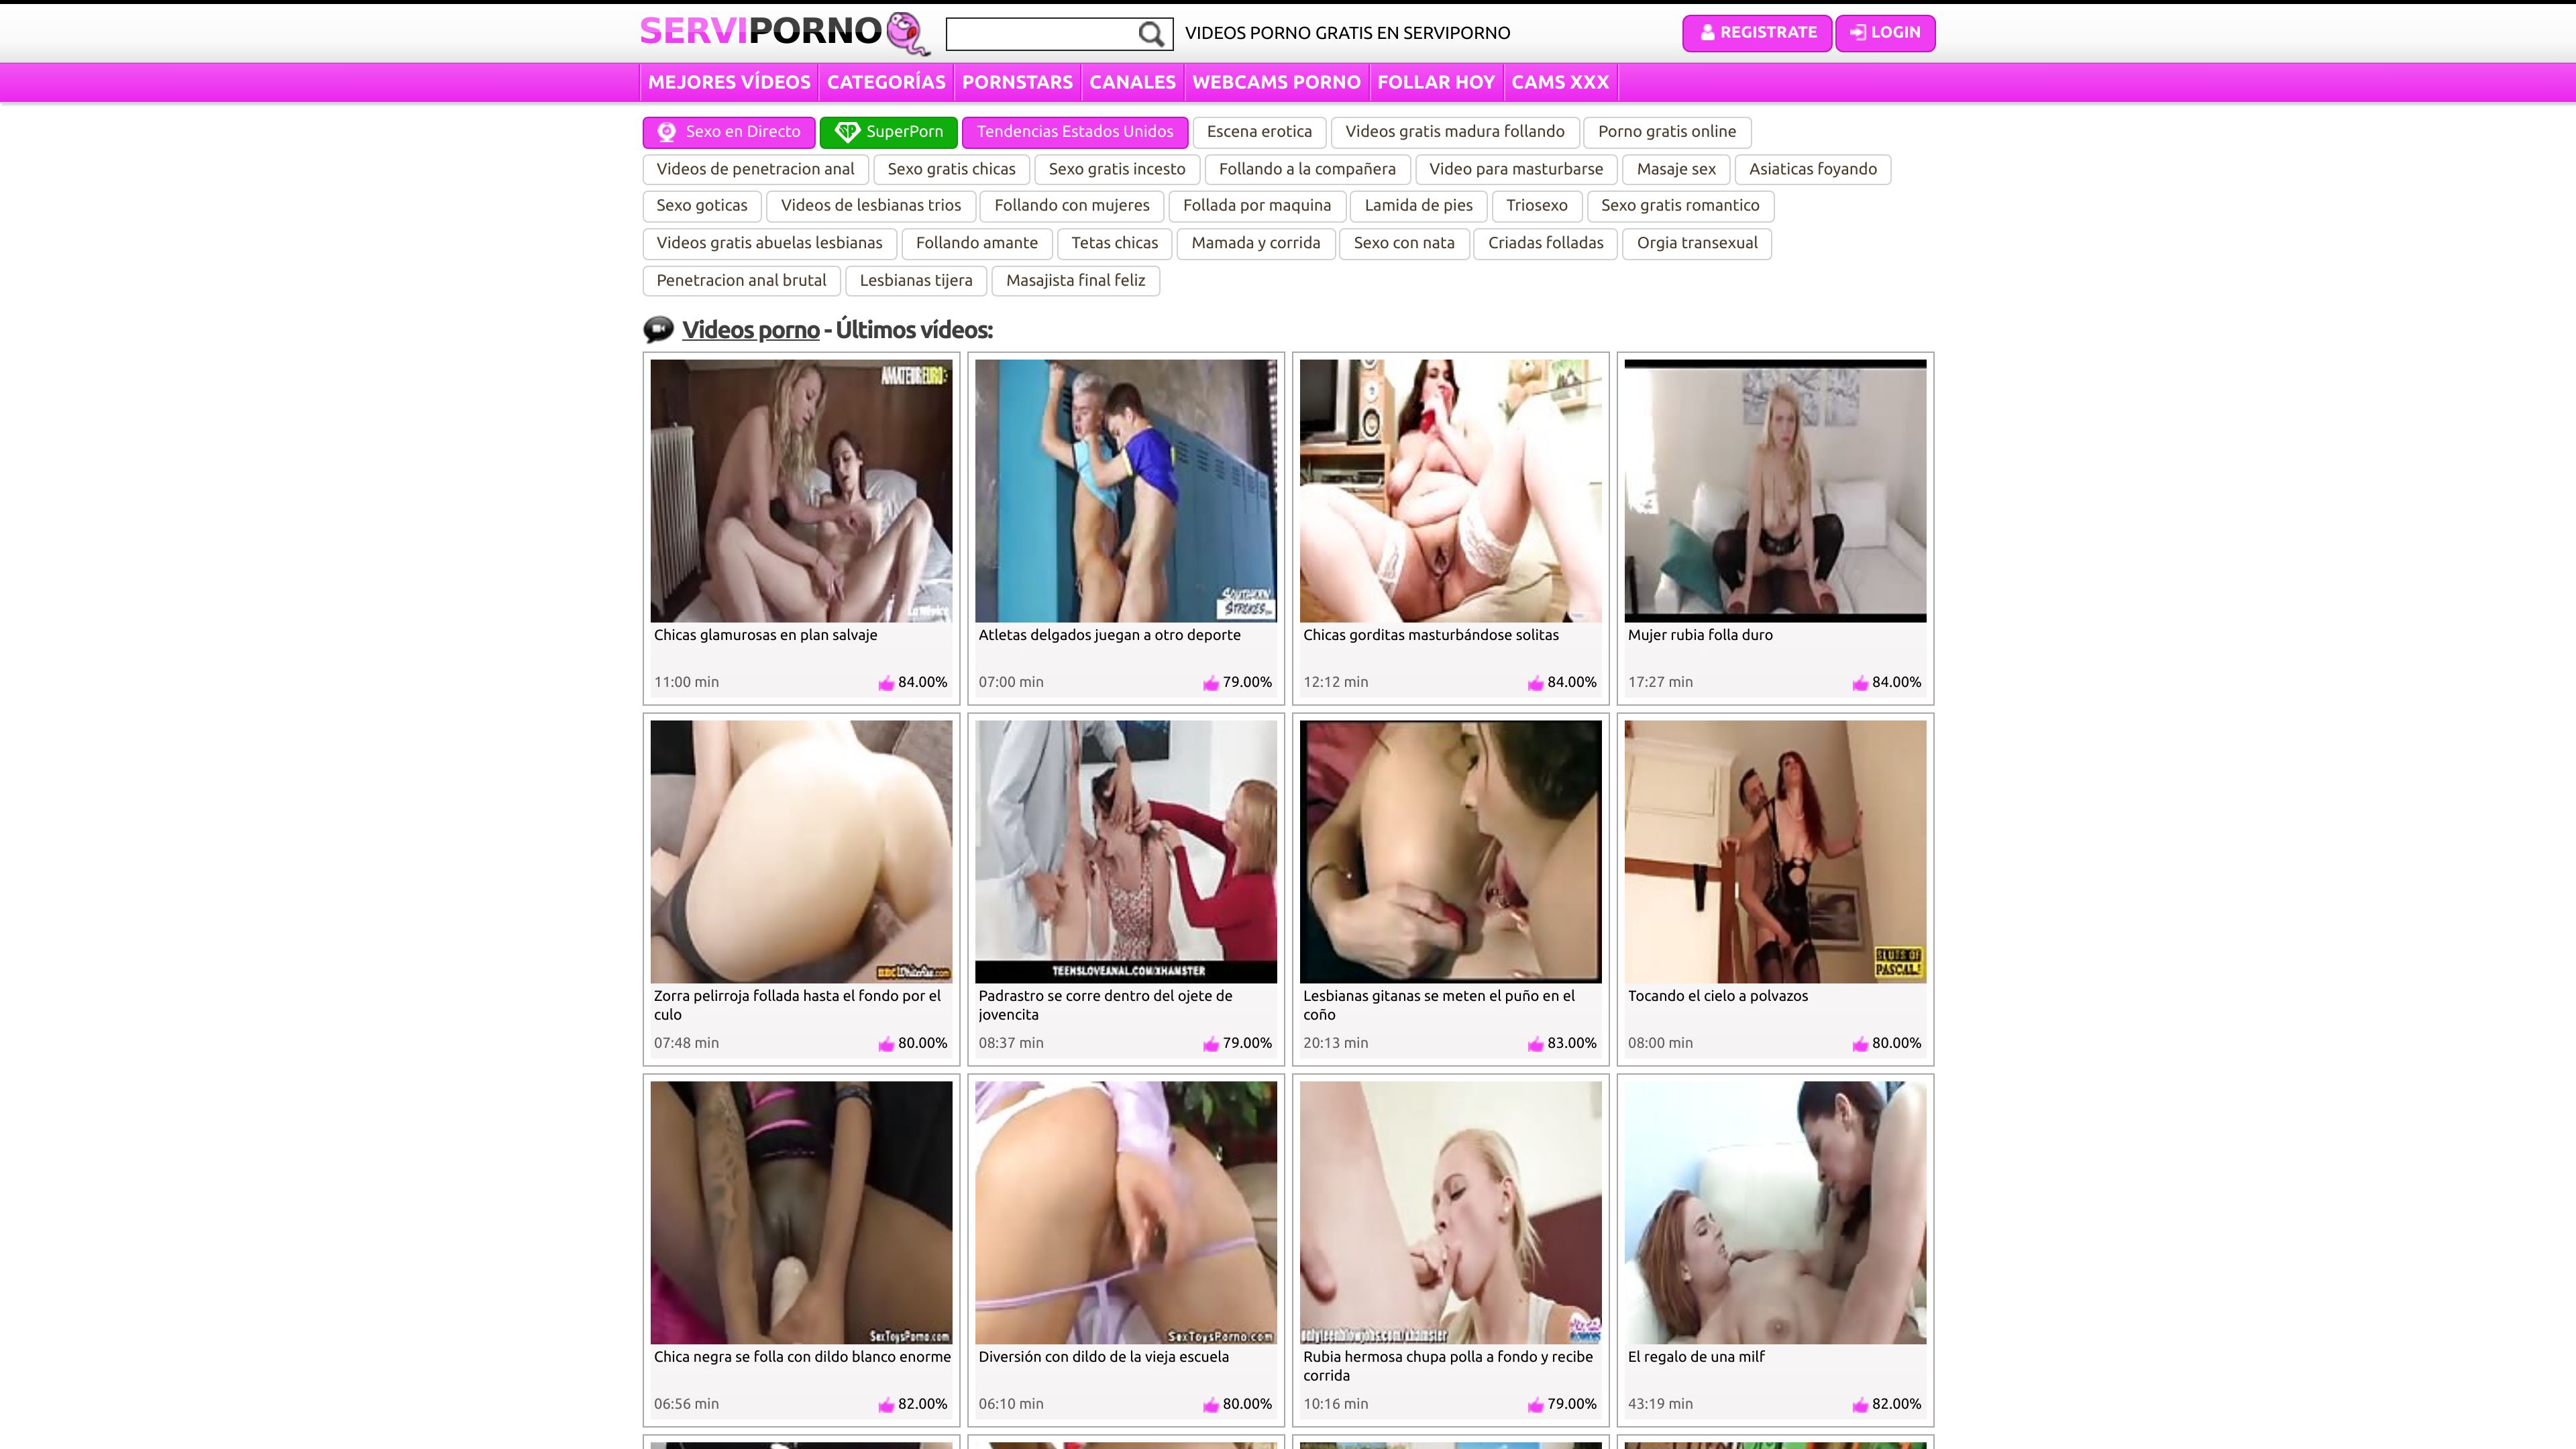 SERVIPORNO
VIDEOS PORNO GRATIS EN SERVIPORNO
REGISTRATE
LOGIN
MEJORES VÍDEOS
CATEGORÍAS
PORNSTARS
CANALES
WEBCAMS PORNO
FOLLAR HOY
CAMS XXX
Sexo en Directo
SP SuperPorn
Tendencias Estados Unidos
Escena erotica
Videos gratis madura follando
Porno gratis online
Videos de penetracion anal
Sexo gratis chicas
Sexo gratis incesto
Follando a la compañera
Video para masturbarse
Masaje sex
Asiaticas foyando
Sexo goticas
Videos de lesbianas trios
Follando con mujeres
Follada por maquina
Lamida de pies
Triosexo
Sexo gratis romantico
Videos gratis abuelas lesbianas
Follando amante
Tetas chicas
Mamada y corrida
Sexo con nata
Criadas folladas
Orgia transexual
Penetracion anal brutal
Lesbianas tijera
Masajista final feliz
Videos porno - Últimos vídeos:
AMATEUREURO
SOUTHERN
STROKES
Chicas glamurosas en plan salvaje
11:00 min
84.00%
Atletas delgados juegan a otro deporte
07:00 min
79.00%
Chicas gorditas masturbándose solitas
12:12 min
84.00%
Mujer rubia folla duro
17:27 min
84.00%
TEENSLOVEANAL.COM/XHAMSTER
SLUTS OF
PASCAL
Zorra pelirroja follada hasta el fondo por el
culo
07:48 min
80.00%
Padrastro se corre dentro del ojete de
jovencita
08:37 min
79.00%
Lesbianas gitanas se meten el puño en el
coño
20:13 min
83.00%
Tocando el cielo a polvazos
08:00 min
80.00%
SexToysPorno.com
SexToysPorno.com
onlyteenblowjobs.com/xhamster
Chica negra se folla con dildo blanco enorme
06:56 min
82.00%
Diversión con dildo de la vieja escuela
06:10 min
80.00%
Rubia hermosa chupa polla a fondo y recibe
corrida
10:16 min
79.00%
El regalo de una milf
43:19 min
82.00%